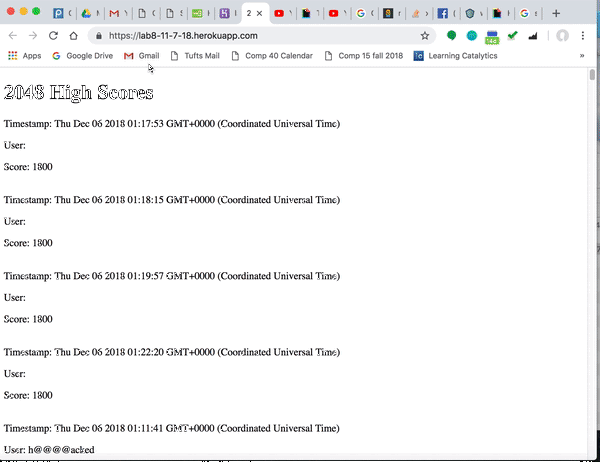 https://lab8-11-7-18.herokuapp.com
Apps Google Drive Gmail Tufts Mail Comp 40 Calendar Comp 15 fall 2018 Learning Catalytics »
2048 High Scores
Timestamp: Thu Dec 06 2018 01:17:53 GMT+0000 (Coordinated Universal Time)
User:
Score: 1800
Timestamp: Thu Dec 06 2018 01:18:15 GMT+0000 (Coordinated Universal Time)
User:
Score: 1800
Timestamp: Thu Dec 06 2018 01:19:57 GMT+0000 (Coordinated Universal Time)
User:
Score: 1800
Timestamp: Thu Dec 06 2018 01:22:20 GMT+0000 (Coordinated Universal Time)
User:
Score: 1800
Timestamp: Thu Dec 06 2018 01:11:41 GMT+0000 (Coordinated Universal Time)
User: h@@@@acked